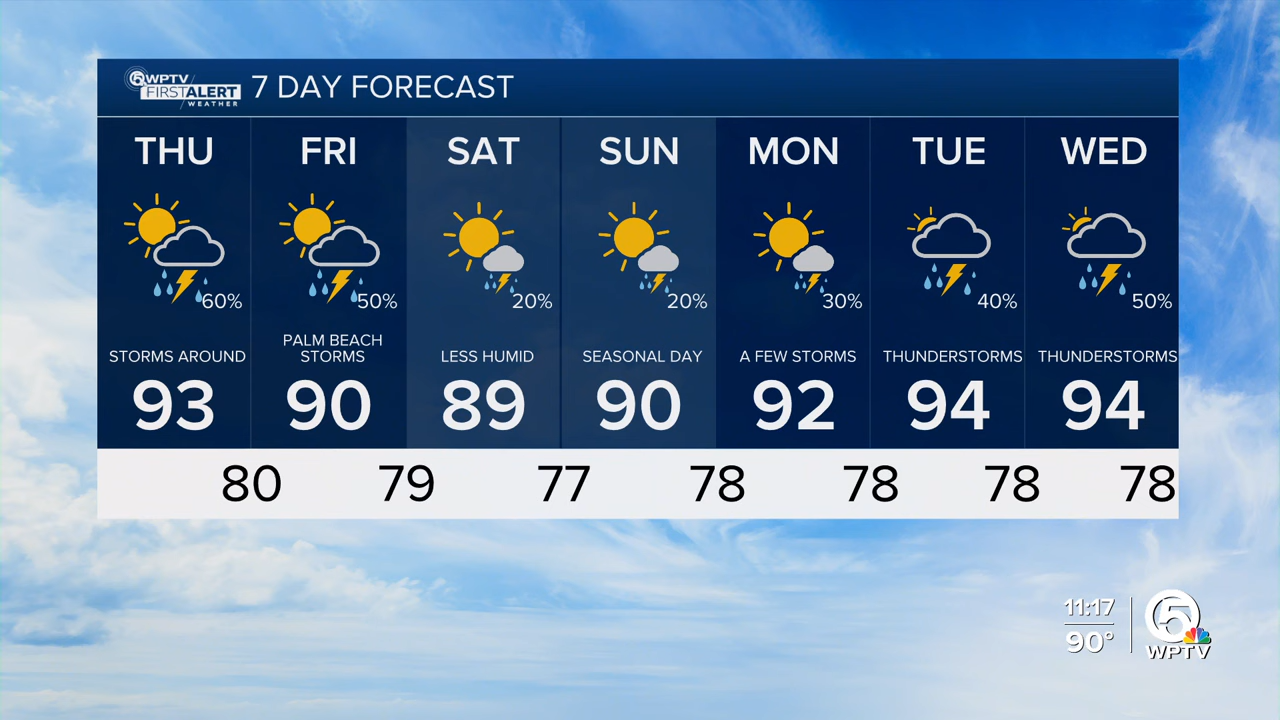 5 WPTV
FIRST ALERT
WEATHER
7 DAY FORECAST
THU FRI SAT SUN MON TUE WED
60% 50% 20% 20% 30% 40% 50%
STORMS AROUND
PALM BEACH
STORMS
LESS HUMID
SEASONAL DAY
A FEW STORMS
THUNDERSTORMS
THUNDERSTORMS
93 90 89 90 92 94 94
80 79 77 78 78 78 78
11:17
90°
5
WPTV